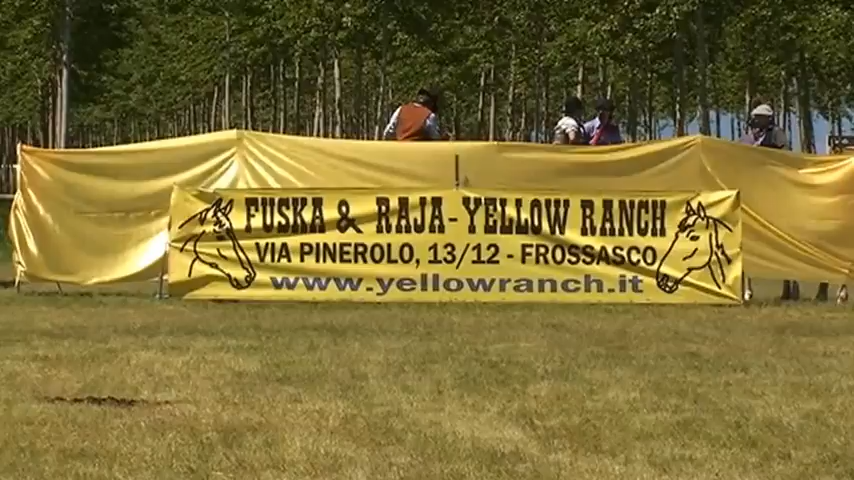 FUSKA & RAJA-YELLOW RANCH
VIA PINEROLO, 13/12 - FROSSASCO
www.yellowranch.it